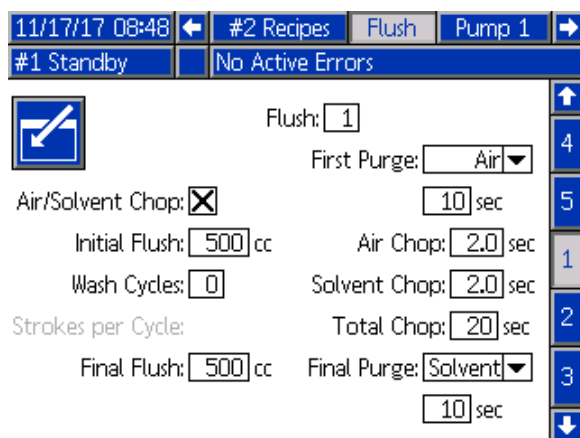 11/17/17 08:48 #2 Recipes Flush Pump 1
#1 Standby No Active Errors
Flush: 1
First Purge: Air
10 sec
Air/Solvent Chop:
Initial Flush: 500 cc
Air Chop: 2.0 sec
Wash Cycles: 0
Solvent Chop: 2.0 sec
Strokes per Cycle:
Total Chop: 20 sec
Final Flush: 500 cc
Final Purge: Solvent
10 sec
4
5
1
2
3